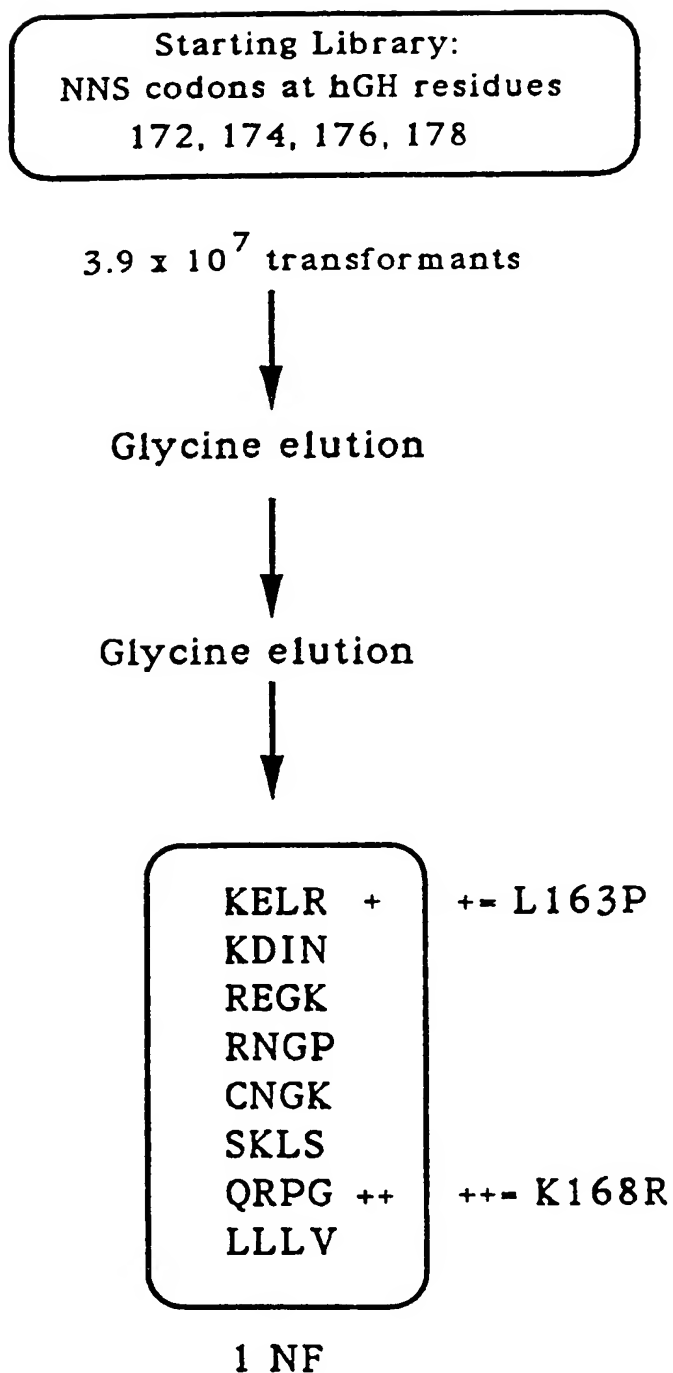 Starting Library:
NNS codons at hGH residues
172, 174, 176, 178
3.9 x 10^7 transformants
Glycine elution
Glycine elution
KELR + += L163P
KDIN
REGK
RNGP
CNGK
SKLS
QRPG ++ ++= K168R
LLLV
1 NF